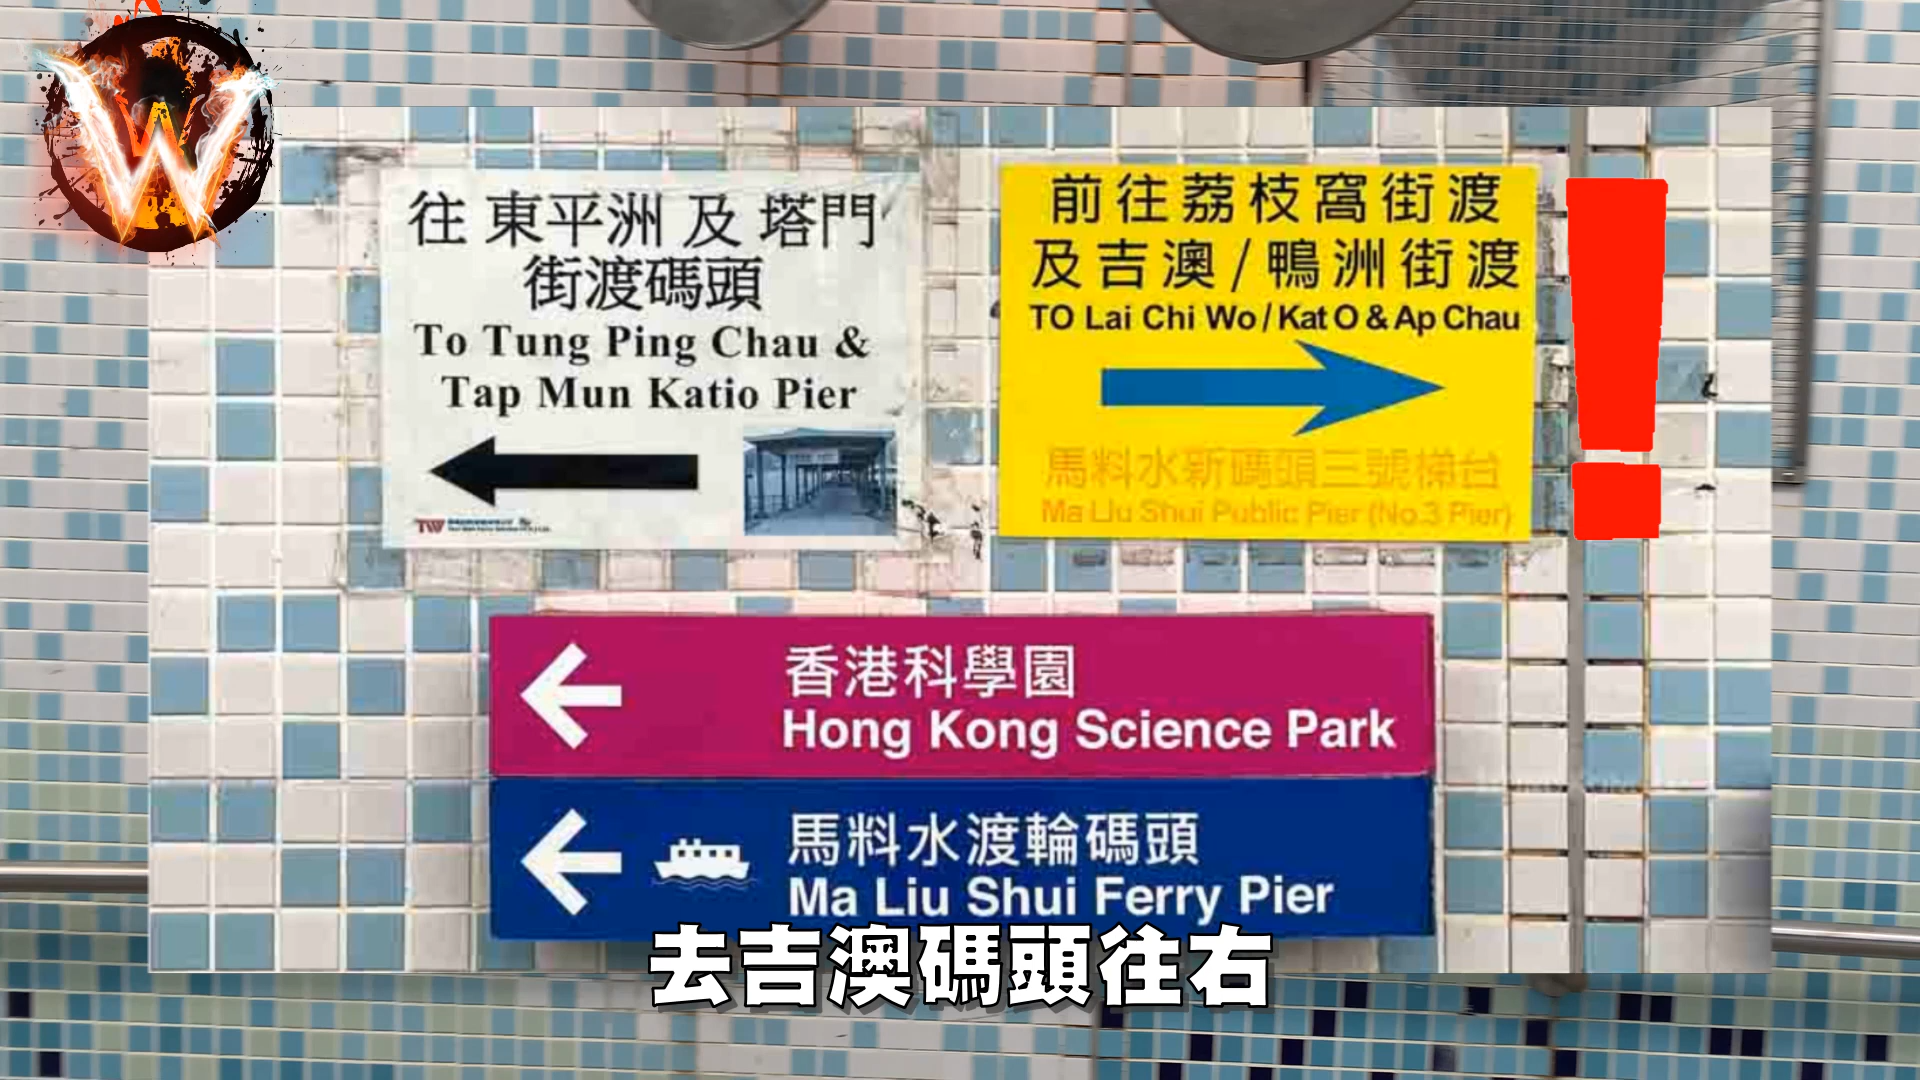 W
往 東平洲 及 塔門
街渡碼頭
To Tung Ping Chau &
Tap Mun Katio Pier
TW
前往荔枝窩街渡
及吉澳/鴨洲街渡
TO Lai Chi Wo/Kat O & Ap Chau
馬料水新碼頭三號梯台
Ma Liu Shui Public Pier (No.3 Pier)
香港科學園
Hong Kong Science Park
馬料水渡輪碼頭
Ma Liu Shui Ferry Pier
去吉澳碼頭往右